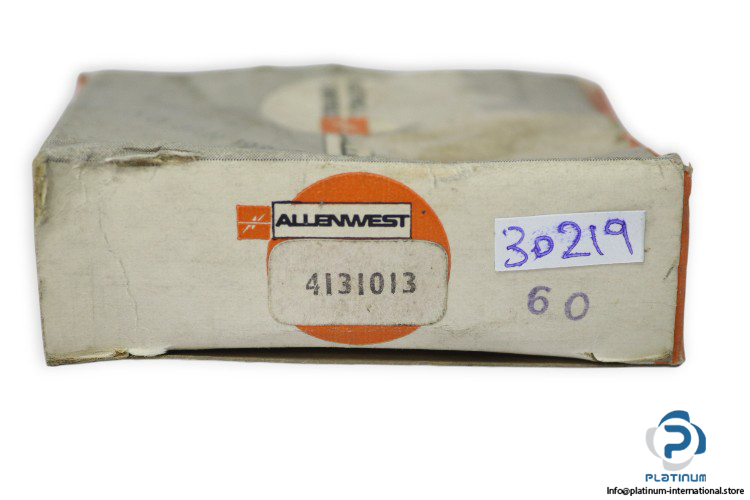 ALLENWEST
4131013
30219
60
PLATINUM
Info@platinum-international.store